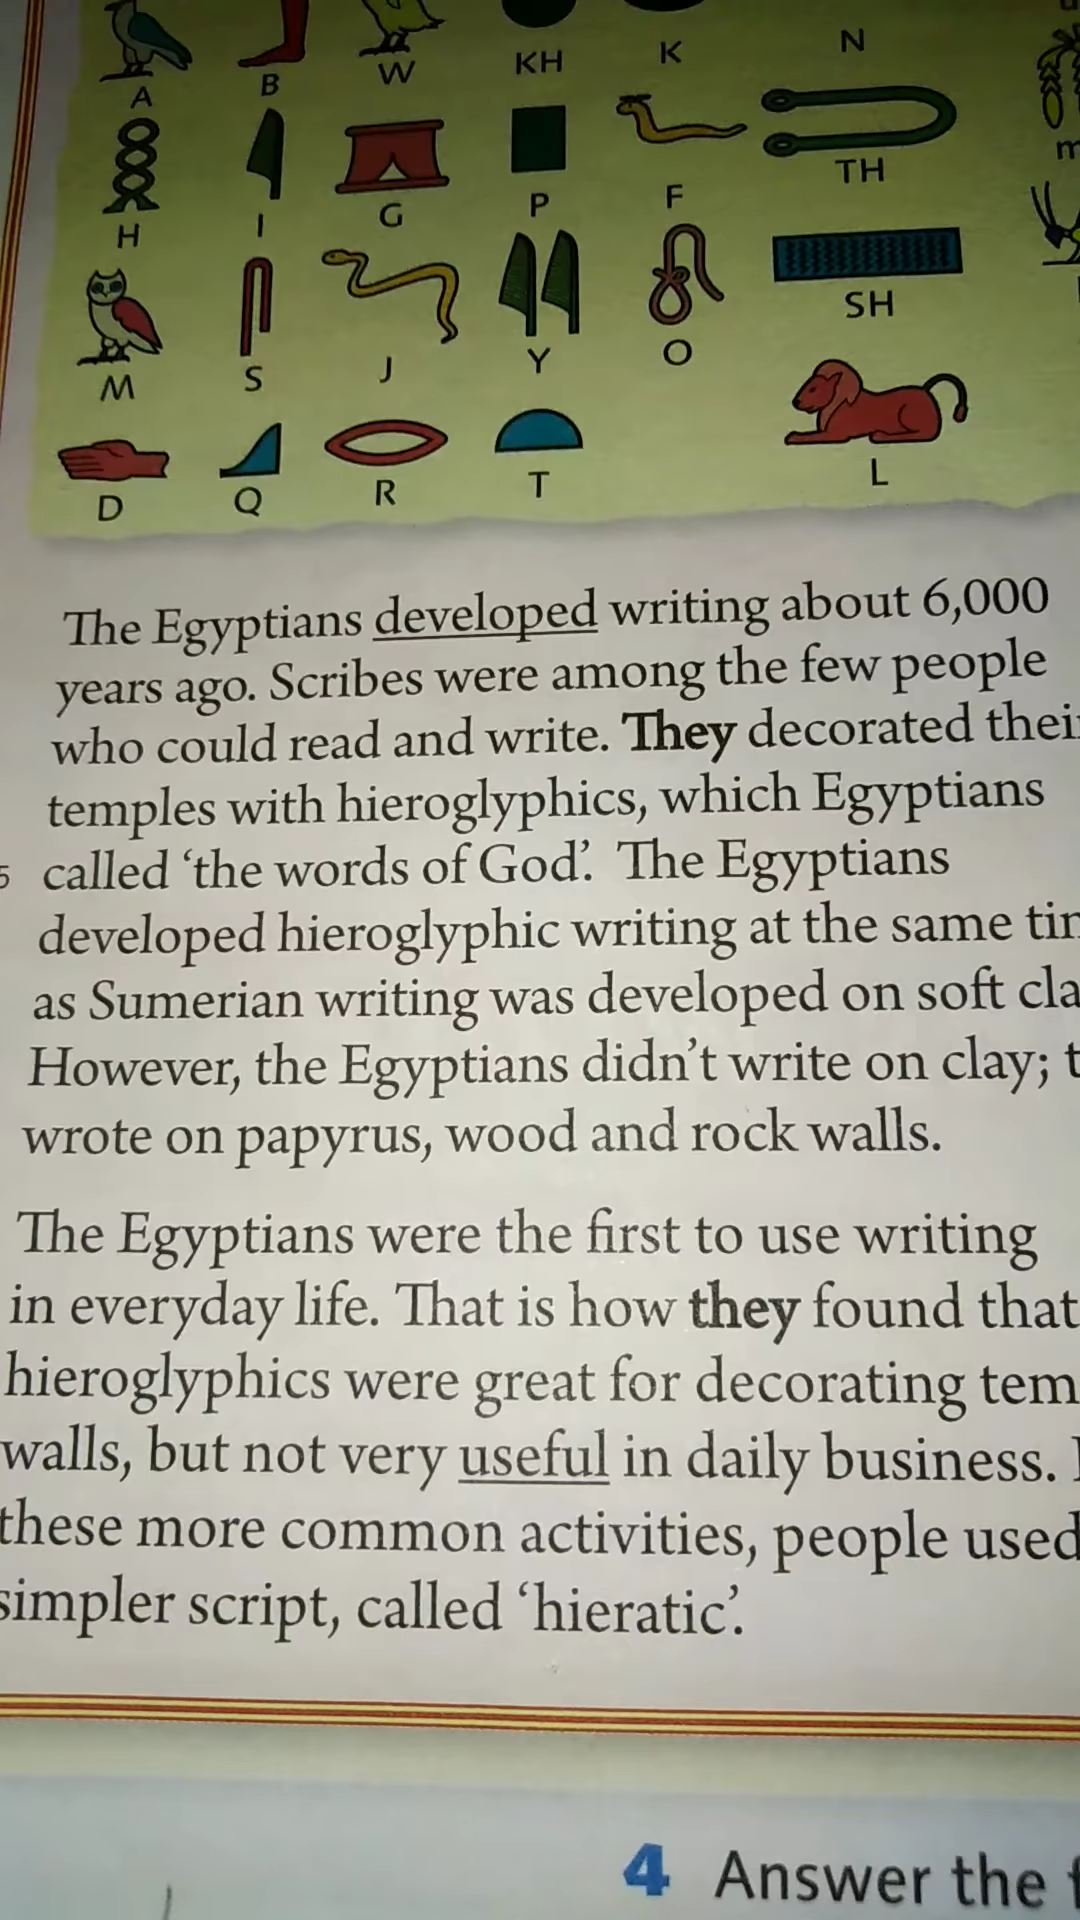 A B W KH K N
H I G P F TH m
M S J Y O SH
D Q R T L
The Egyptians developed writing about 6,000
years ago. Scribes were among the few people
who could read and write. They decorated thei
temples with hieroglyphics, which Egyptians
5 called ‘the words of God’. The Egyptians
developed hieroglyphic writing at the same
as Sumerian writing was developed on soft
However, the Egyptians didn’t write on clay;
wrote on papyrus, wood and rock walls.
The Egyptians were the first to use writing
in everyday life. That is how they found that
hieroglyphics were great for decorating tem
walls, but not very useful in daily business.
these more common activities, people used
simpler script, called ‘hieratic’.
4 Answer the